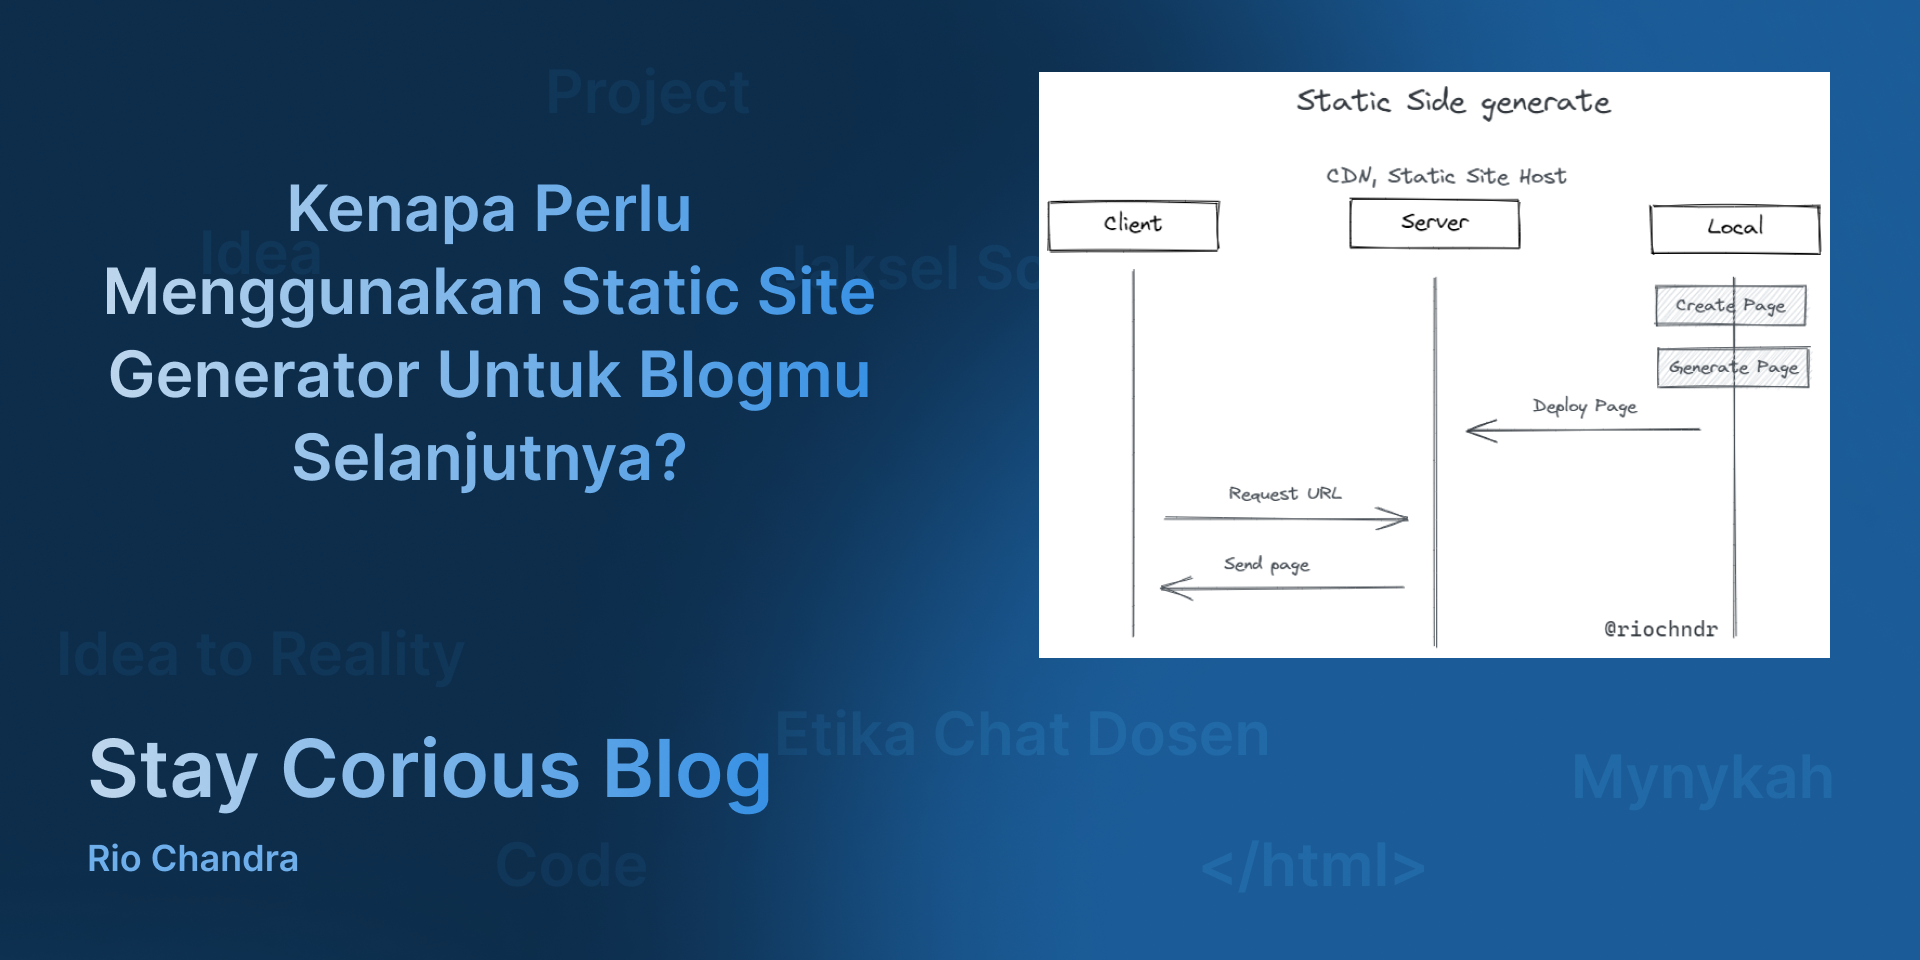 Project
Kenapa Perlu
Idea
Menggunakan Static Site
Generator Untuk Blogmu
Selanjutnya?
Static Side generate
CDN, Static Site Host
Client
Server
Local
Create Page
Generate Page
Deploy Page
Request URL
Send page
@riochndr
Idea to Reality
Etika Chat Dosen
Stay Corious Blog
Mynykah
Rio Chandra
Code
</html>